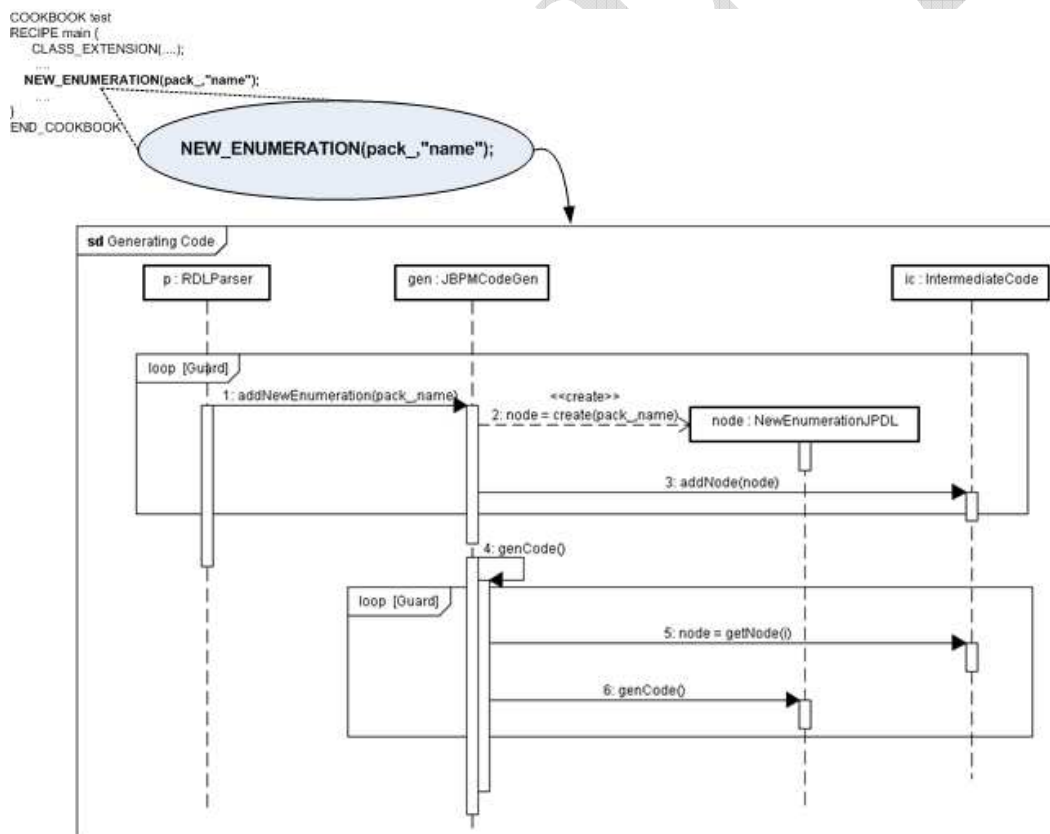 COOKBOOK test
RECIPE main (
CLASS_EXTENSION(....);
....
NEW_ENUMERATION(pack_,"name");
....
)
END_COOKBOOK
NEW_ENUMERATION(pack_,"name");
sd Generating Code
p : RDLParser
gen : JBPMCodeGen
ic : IntermediateCode
loop [Guard]
1: addNewEnumeration(pack_,name)
<<create>>
2: node = create(pack_,name)
node : NewEnumerationJPDL
3: addNode(node)
4: genCode()
loop [Guard]
5: node = getNode(i)
6: genCode()